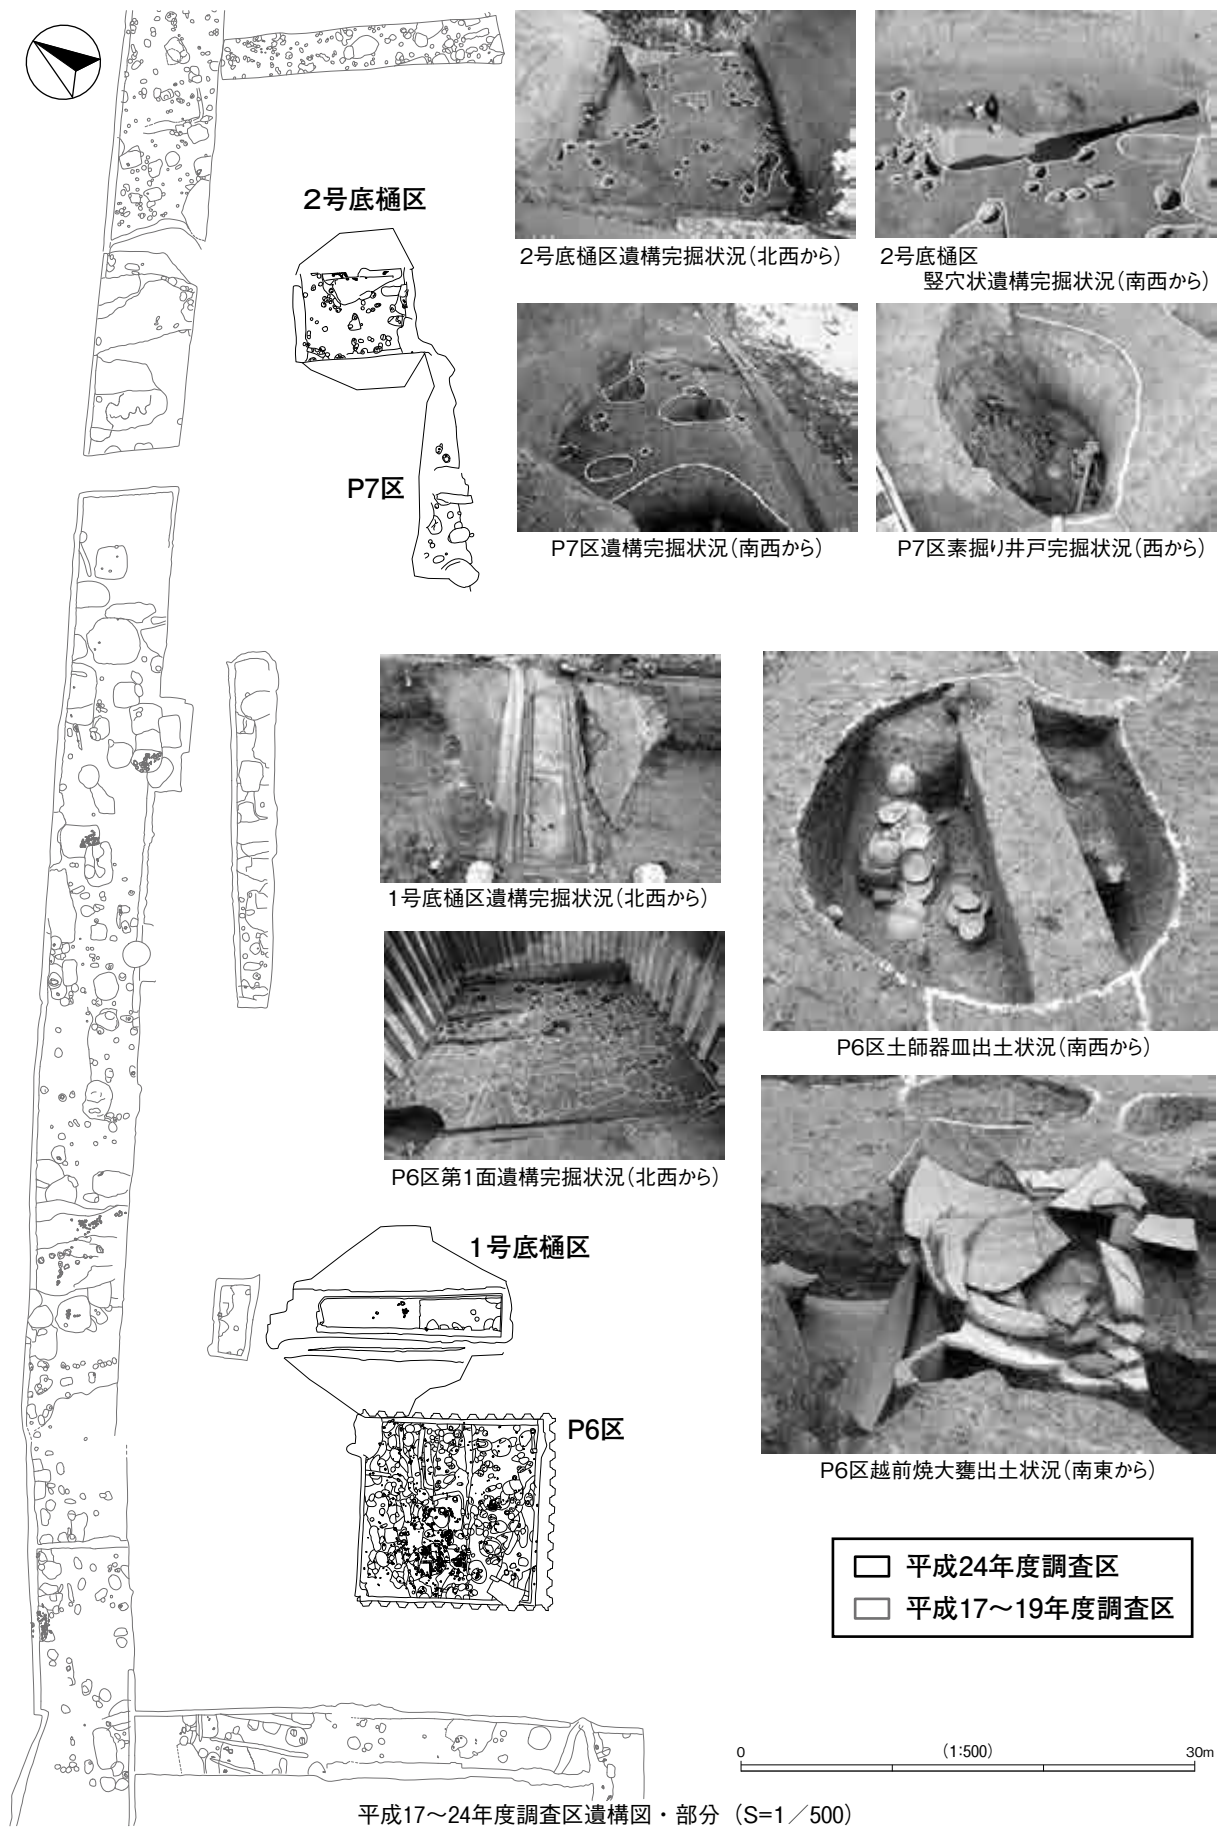 2号底樋区
2号底樋区遺構完掘状況(北西から)
2号底樋区
竪穴状遺構完掘状況(南西から)
P7区
P7区遺構完掘状況(南西から)
P7区素掘り井戸完掘状況(西から)
1号底樋区遺構完掘状況(北西から)
P6区土師器皿出土状況(南西から)
P6区第1面遺構完掘状況(北西から)
1号底樋区
P6区
P6区越前焼大甕出土状況(南東から)
平成24年度調査区
平成17～19年度調査区
0 (1:500) 30m
平成17～24年度調査区遺構図・部分 (S=1／500)